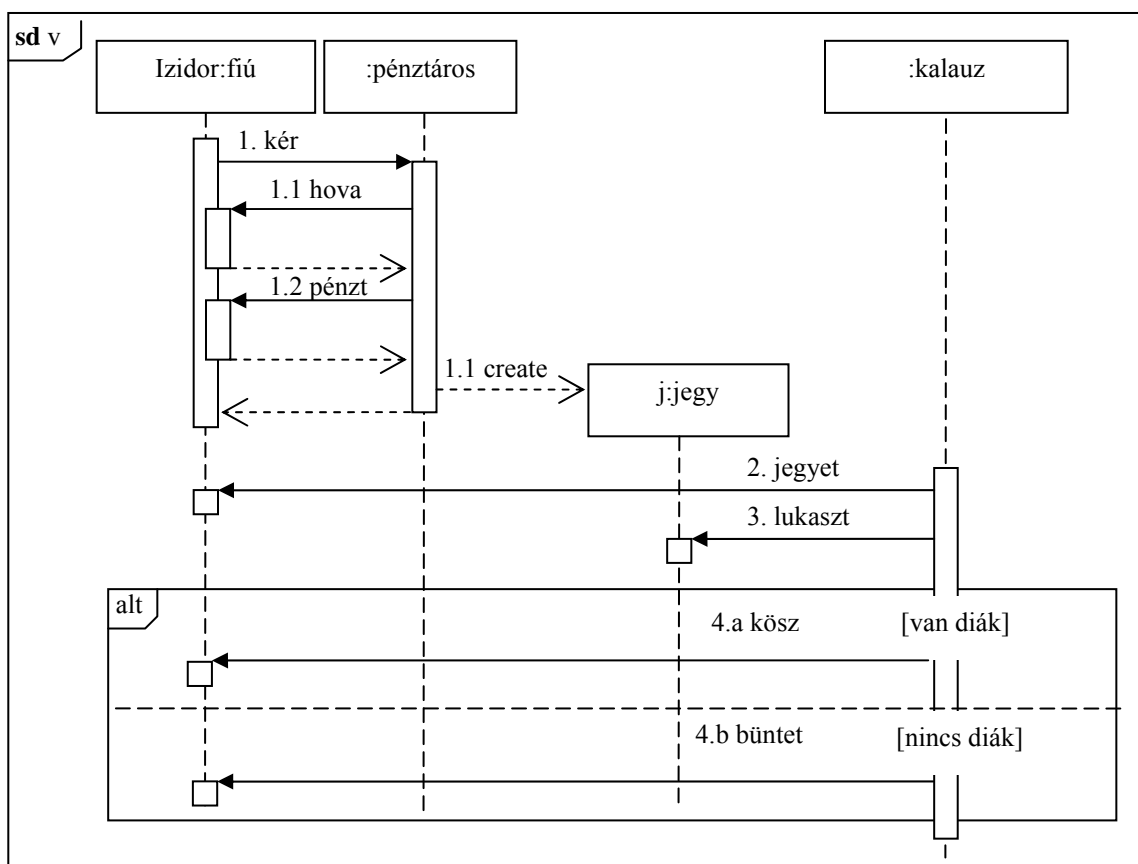 sd v
Izidor:fiú
:pénztáros
:kalauz
1. kér
1.1 hova
1.2 pénzt
1.1 create
j:jegy
2. jegyet
3. lukaszt
alt
4.a kösz
[van diák]
4.b büntet
[nincs diák]